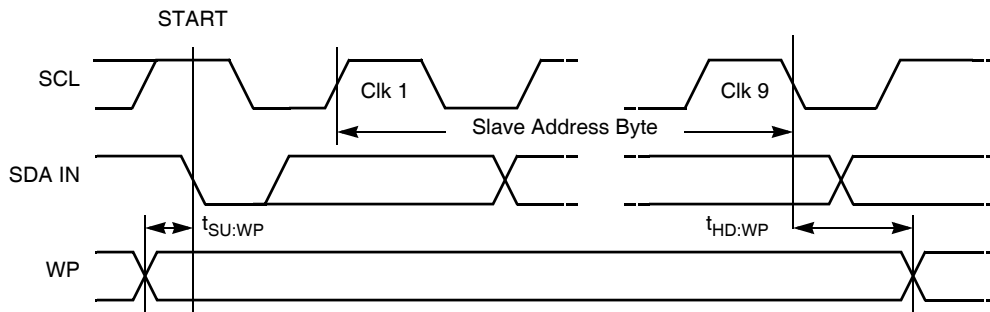 START
SCL
Clk 1
Clk 9
Slave Address Byte
SDA IN
tSU:WP
tHD:WP
WP